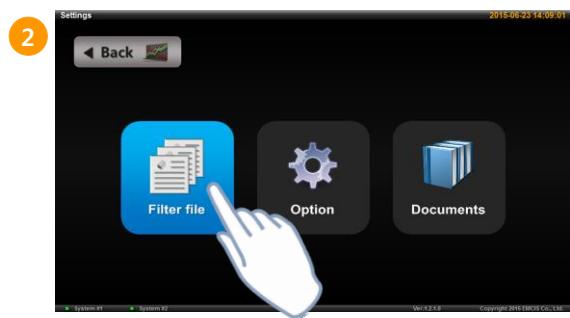 2
Settings 2015-06-23 14:09:01
Back
Filter file Option Documents
System #1 System #2 Ver.1.2.1.0 Copyright 2015 EMCIS Co., Ltd.